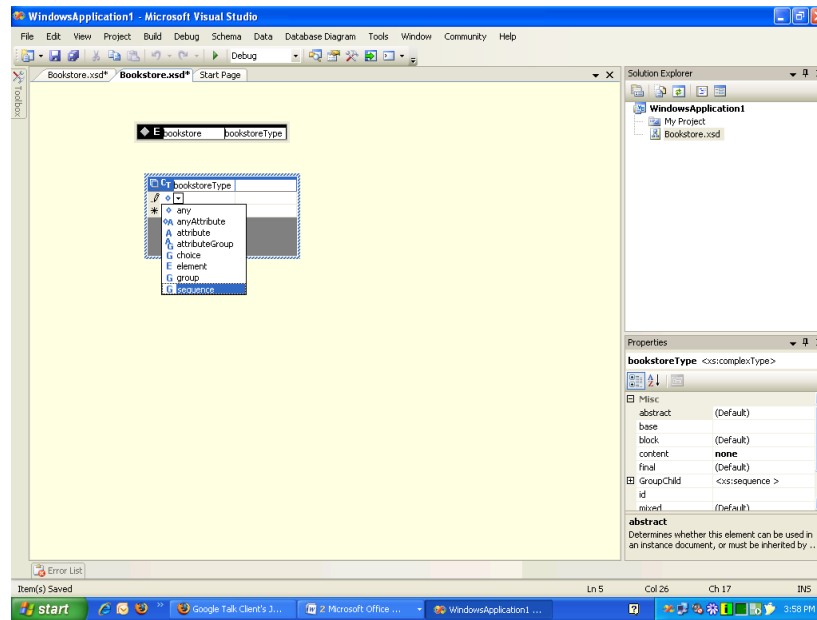 WindowsApplication1 - Microsoft Visual Studio
File Edit View Project Build Debug Schema Data Database Diagram Tools Window Community Help
Debug
Toolbox
Bookstore.xsd* Bookstore.xsd* Start Page
E bookstore bookstoreType
CT bookstoreType
any
anyAttribute
A attribute
attributeGroup
G choice
E element
G group
G sequence
Solution Explorer
WindowsApplication1
My Project
Bookstore.xsd
Properties
bookstoreType <xs:complexType>
Misc
abstract (Default)
base
block (Default)
content none
final (Default)
GroupChild <xs:sequence >
id
mixed (Default)
abstract
Determines whether this element can be used in
an instance document, or must be inherited by ..
Error List
Item(s) Saved Ln 5 Col 26 Ch 17 INS
start Google Talk Client's J... 2 Microsoft Office ... WindowsApplication1 ... 3:58 PM